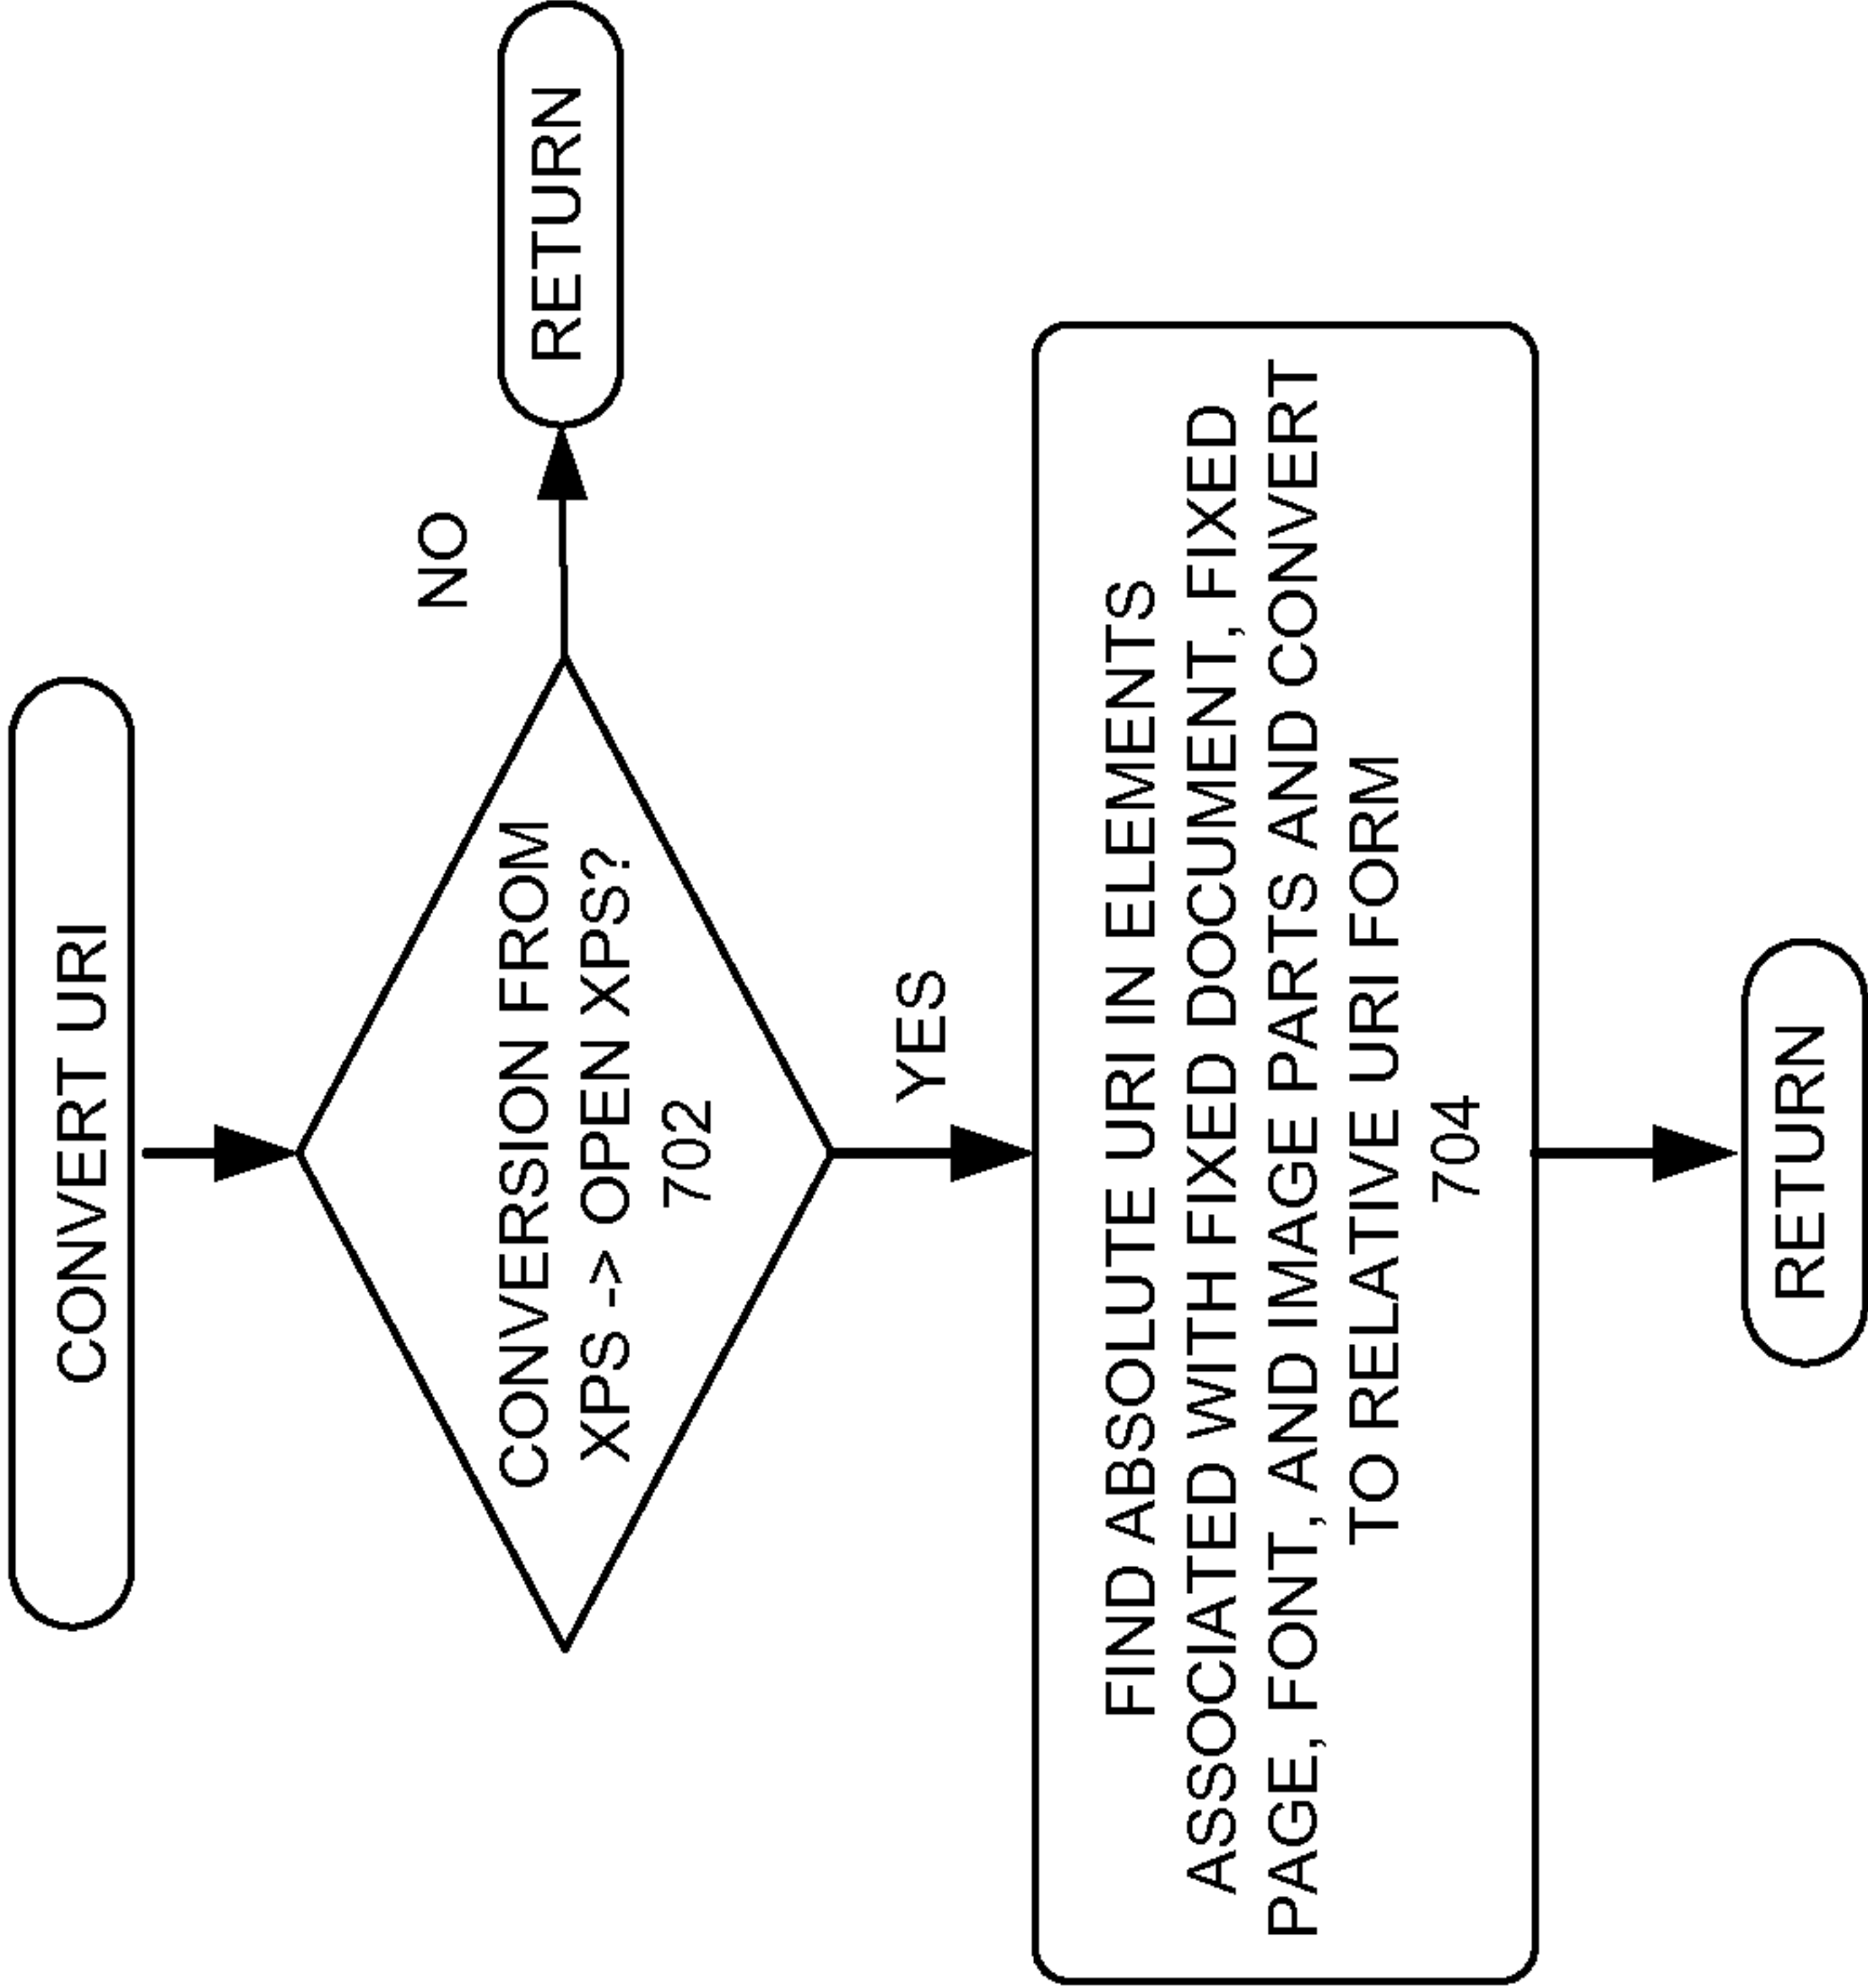 CONVERT URI
CONVERSION FROM
XPS -> OPEN XPS?
702
NO
RETURN
YES
FIND ABSOLUTE URI IN ELEMENTS
ASSOCIATED WITH FIXED DOCUMENT, FIXED
PAGE, FONT, AND IMAGE PARTS AND CONVERT
TO RELATIVE URI FORM
704
RETURN